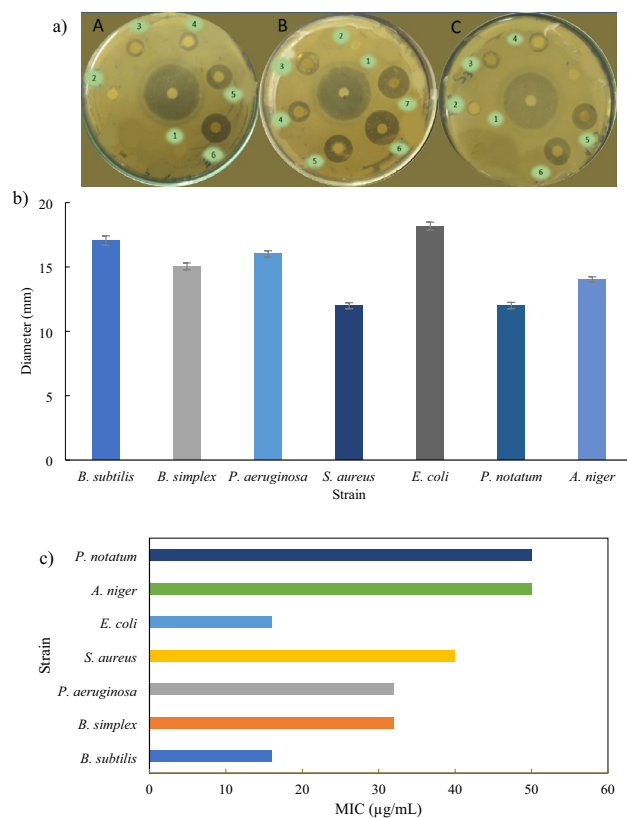 a)
A
3
4
2
5
1
6
B
2
3
1
7
4
6
5
C
4
3
2
1
5
6
b)
20
15
10
5
0
Diameter (mm)
B. subtilis B. simplex P. aeruginosa S. aureus E. coli P. notatum A. niger
Strain
c)
P. notatum
A. niger
E. coli
S. aureus
P. aeruginosa
B. simplex
B. subtilis
Strain
0 10 20 30 40 50 60
MIC (µg/mL)